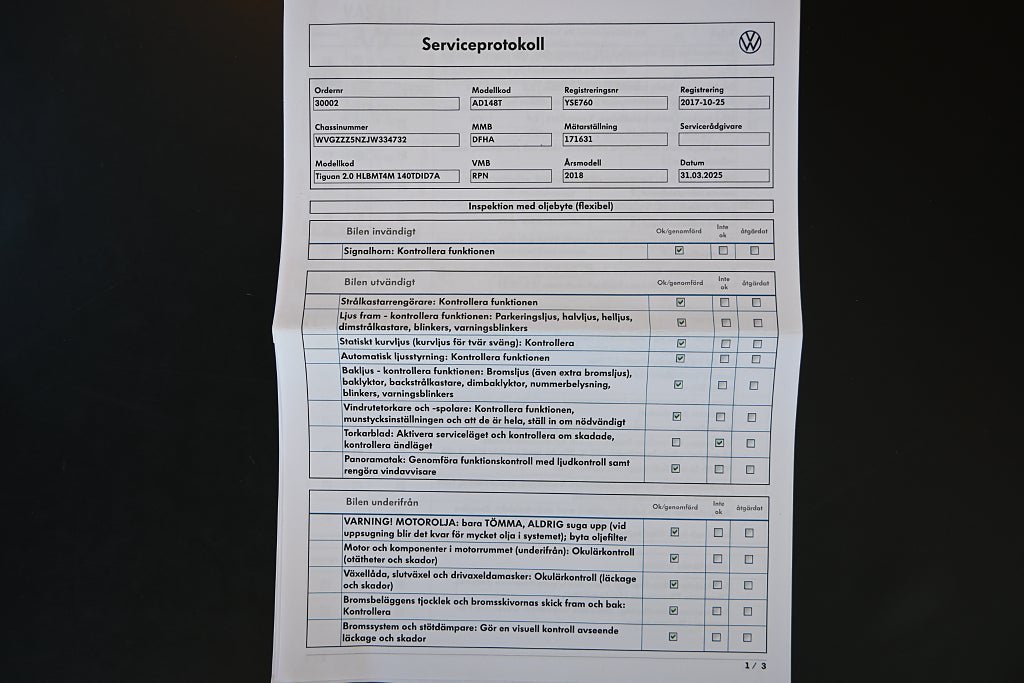 Serviceprotokoll
Ordernr Modellkod Registreringsnr Registrering
30002 AD148T YSE760 2017-10-25
Chassinummer MMB Mätarställning Servicerådgivare
WVGZZZ5NZJW334732 DFHA 171631
Modellkod VMB Årsmodell Datum
Tiguan 2.0 HLBMT4M 140TDID7A RPN 2018 31.03.2025
Inspektion med oljebyte (flexibel)
Bilen invändigt Ok/genomförd Inte ok åtgärdat
Signalhorn: Kontrollera funktionen
Bilen utvändigt Ok/genomförd Inte ok åtgärdat
Strålkastarrengörare: Kontrollera funktionen
Ljus fram - kontrollera funktionen: Parkeringsljus, halvljus, helljus,
dimstrålkastare, blinkers, varningsblinkers
Statiskt kurvljus (kurvljus för tvär sväng): Kontrollera
Automatisk ljusstyrning: Kontrollera funktionen
Bakljus - kontrollera funktionen: Bromsljus (även extra bromsljus),
baklyktor, backstrålkastare, dimbaklyktor, nummerbelysning,
blinkers, varningsblinkers
Vindrutetorkare och -spolare: Kontrollera funktionen,
munstycksinställningen och att de är hela, ställ in om nödvändigt
Torkarblad: Aktivera serviceläget och kontrollera om skadade,
kontrollera ändläget
Panoramatak: Genomföra funktionskontroll med ljudkontroll samt
rengöra vindavvisare
Bilen underifrån Ok/genomförd Inte ok åtgärdat
VARNING! MOTOROLJA: bara TÖMMA, ALDRIG suga upp (vid
uppsugning blir det kvar för mycket olja i systemet); byta oljefilter
Motor och komponenter i motorrummet (underifrån): Okulärkontroll
(otätheter och skador)
Växellåda, slutväxel och drivaxeldamasker: Okulärkontroll (läckage
och skador)
Bromsbeläggens tjocklek och bromsskivornas skick fram och bak:
Kontrollera
Bromssystem och stötdämpare: Gör en visuell kontroll avseende
läckage och skador
1 / 3